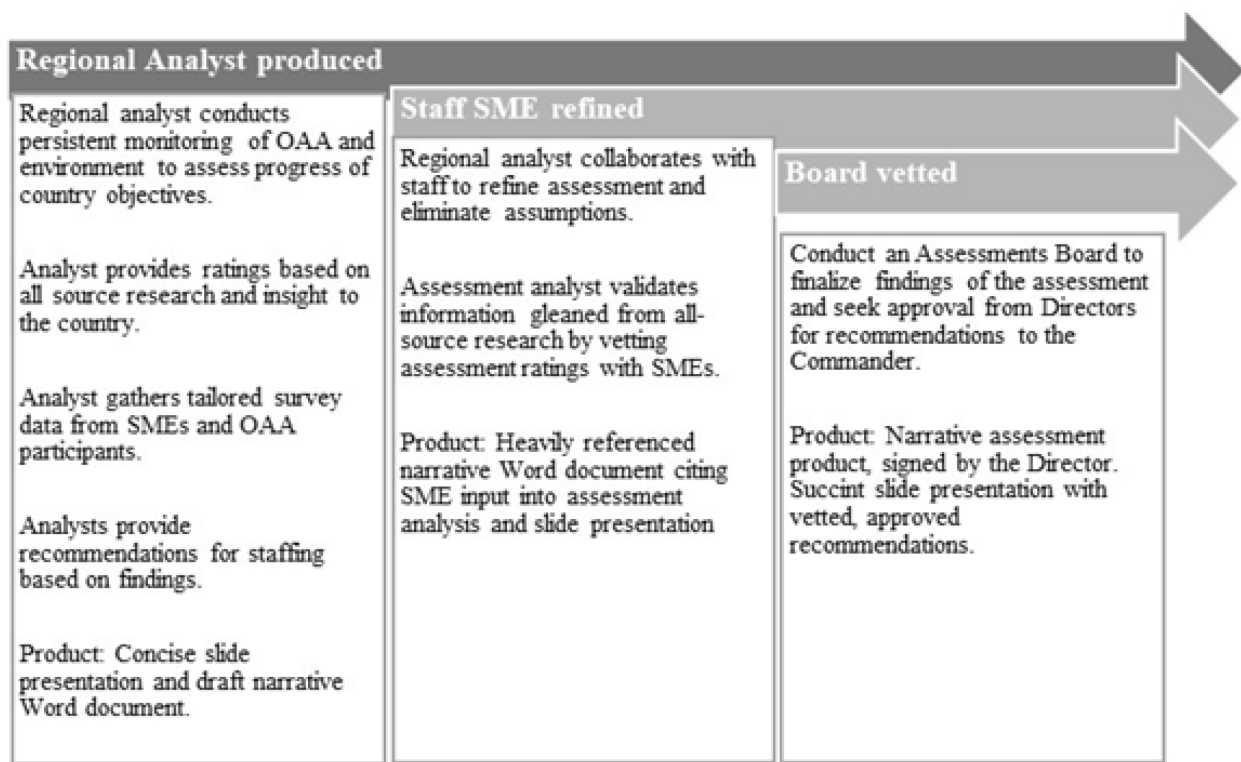 Regional Analyst produced
Regional analyst conducts
persistent monitoring of OAA and
environment to assess progress of
country objectives.
Analyst provides ratings based on
all source research and insight to
the country.
Analyst gathers tailored survey
data from SMEs and OAA
participants.
Analysts provide
recommendations for staffing
based on findings.
Product: Concise slide
presentation and draft narrative
Word document.
Staff SME refined
Regional analyst collaborates with
staff to refine assessment and
eliminate assumptions.
Assessment analyst validates
information gleaned from all-
source research by vetting
assessment ratings with SMEs.
Product: Heavily referenced
narrative Word document citing
SME input into assessment
analysis and slide presentation
Board vetted
Conduct an Assessments Board to
finalize findings of the assessment
and seek approval from Directors
for recommendations to the
Commander.
Product: Narrative assessment
product, signed by the Director.
Succint slide presentation with
vetted, approved
recommendations.